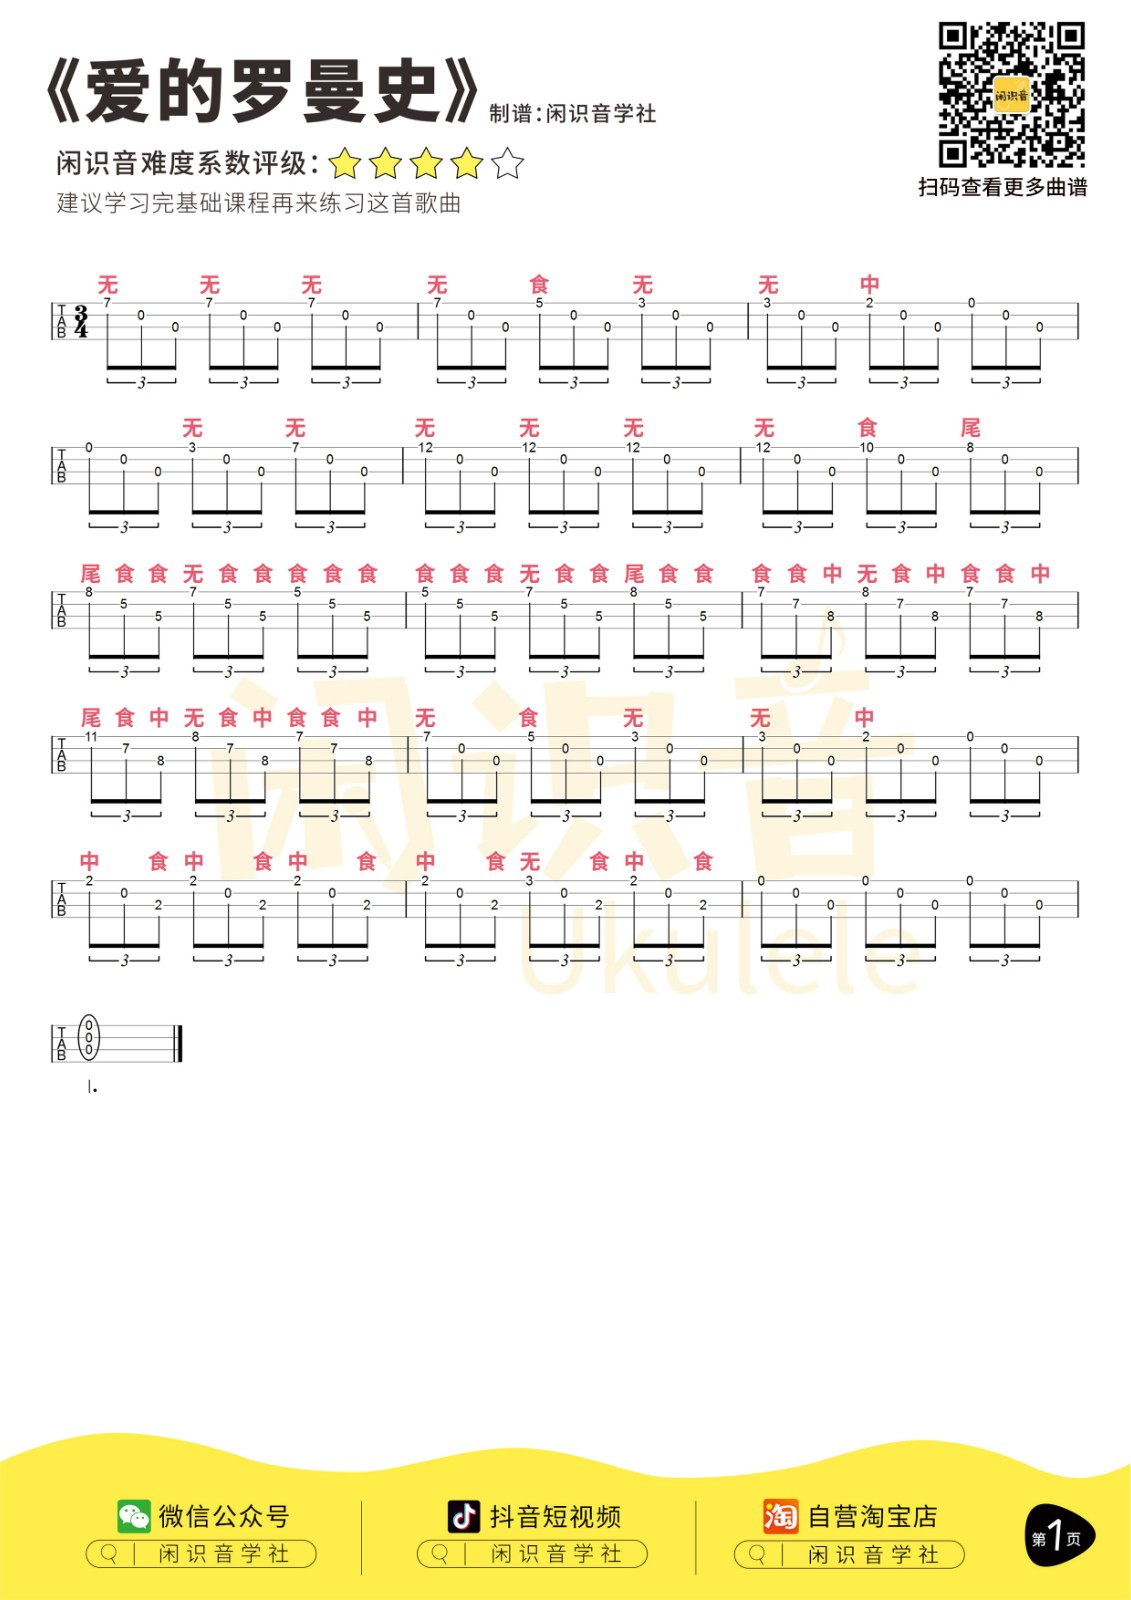 《爱的罗曼史》 制谱:闲识音学社
闲识音难度系数评级:
建议学习完基础课程再来练习这首歌曲
闲识音
扫码查看更多曲谱
无 无 无 无 食 无 无 中
TAB 3/4 7 0 0 7 0 0 7 0 0 7 0 0 5 0 0 3 0 0 3 0 0 2 0 0 0 0 0
3 3 3 3 3 3 3 3 3
无 无 无 无 无 无 食 尾
TAB 0 0 0 3 0 0 7 0 0 12 0 0 12 0 0 12 0 0 12 0 0 10 0 0 8 0 0
3 3 3 3 3 3 3 3 3
尾 食 食 无 食 食 食 食 食 食 食 食 无 食 食 尾 食 食 食 食 中 无 食 中 食 食 中
TAB 8 5 5 7 5 5 5 5 5 5 5 5 7 5 5 8 5 5 7 7 8 8 7 8 7 7 8
3 3 3 3 3 3 3 3 3
尾 食 中 无 食 中 食 食 中 无 食 无 无 中
TAB 11 7 8 8 7 8 7 7 8 7 0 0 5 0 0 3 0 0 3 0 0 2 0 0 0 0 0
3 3 3 3 3 3 3 3 3
中 食 中 食 中 食 中 食 无 食 中 食
TAB 2 0 2 2 0 2 2 0 2 2 0 2 3 0 2 2 0 2 0 0 0 0 0 0 0 0 0
3 3 3 3 3 3 3 3 3
TAB 0 0 0
闲识音
Ukulele
微信公众号 抖音短视频 淘 自营淘宝店
闲识音学社 闲识音学社 闲识音学社
第1页